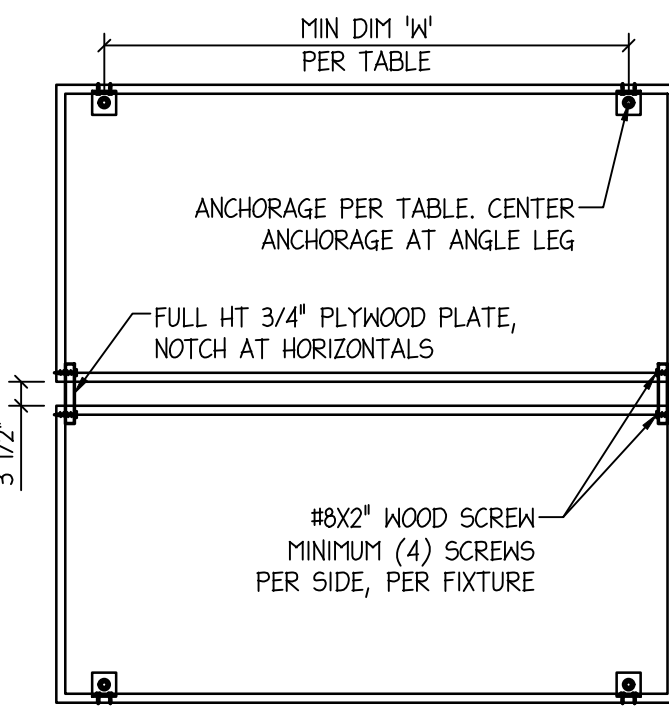 MIN DIM 'W'
PER TABLE
ANCHORAGE PER TABLE. CENTER
ANCHORAGE AT ANGLE LEG
FULL HT 3/4" PLYWOOD PLATE,
NOTCH AT HORIZONTALS
3 1/2"
#8X2" WOOD SCREW
MINIMUM (4) SCREWS
PER SIDE, PER FIXTURE